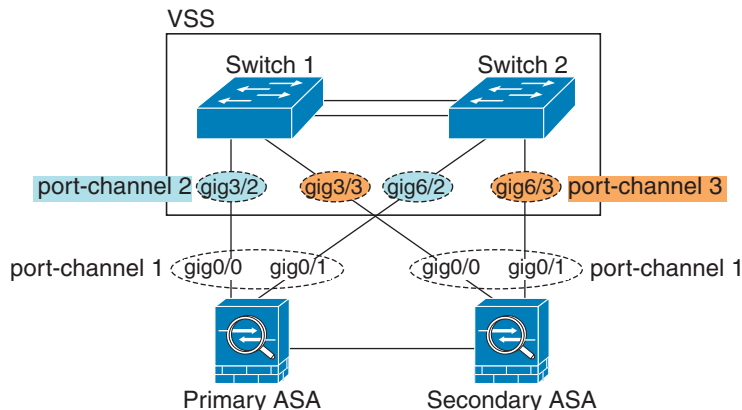 VSS
Switch 1 Switch 2
port-channel 2 gig3/2 gig3/3 gig6/2 gig6/3 port-channel 3
port-channel 1 gig0/0 gig0/1 gig0/0 gig0/1 port-channel 1
Primary ASA Secondary ASA